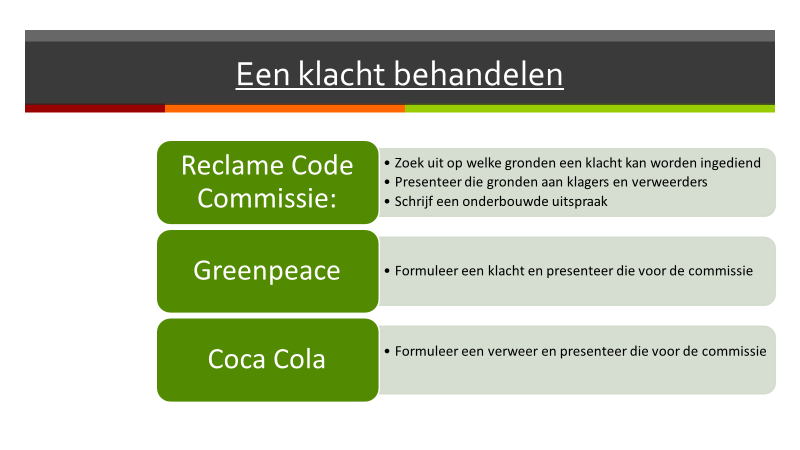 Een klacht behandelen
Reclame Code
Commissie:
• Zoek uit op welke gronden een klacht kan worden ingediend
• Presenteer die gronden aan klagers en verweerders
• Schrijf een onderbouwde uitspraak
Greenpeace
• Formuleer een klacht en presenteer die voor de commissie
Coca Cola
• Formuleer een verweer en presenteer die voor de commissie